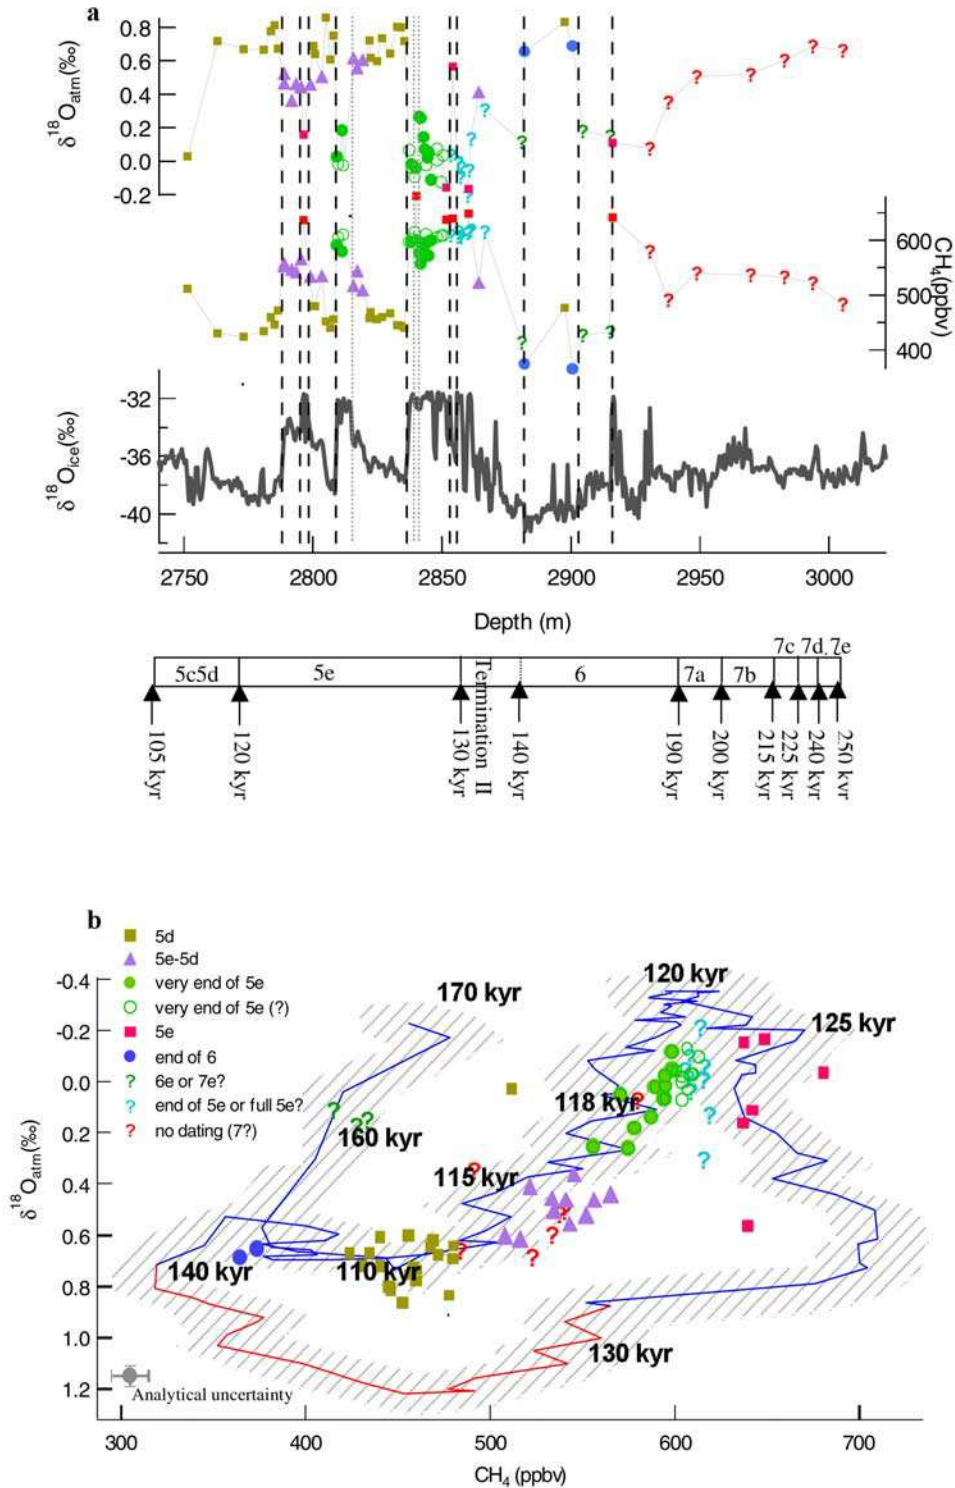 a
0.8
0.6
0.4
0.2
0.0
-0.2
δ¹⁸Oatm(‰)
600
500
400
CH₄(ppbv)
-32
-36
-40
δ¹⁸Oice(‰)
2750 2800 2850 2900 2950 3000
Depth (m)
7c 7d 7e
5c5d 5e Termination II 6 7a 7b
105 kyr 120 kyr 130 kyr 140 kyr 190 kyr 200 kyr 215 kyr 225 kyr 240 kyr 250 kyr
b
5d
5e-5d
very end of 5e
very end of 5e (?)
5e
end of 6
6e or 7e?
end of 5e or full 5e?
no dating (7?)
-0.4
-0.2
0.0
0.2
0.4
0.6
0.8
1.0
1.2
δ¹⁸Oatm(‰)
170 kyr
120 kyr
125 kyr
118 kyr
160 kyr
115 kyr
140 kyr
110 kyr
130 kyr
Analytical uncertainty
300 400 500 600 700
CH₄ (ppbv)